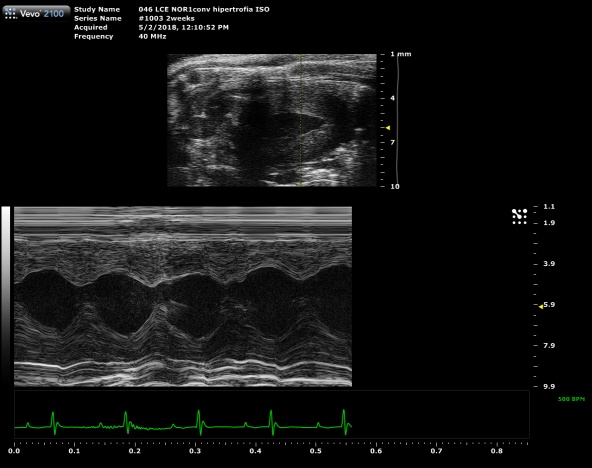 Vevo 2100
Study Name 046 LCE NOR1conv hipertrofia ISO
Series Name #1003 2weeks
Acquired 5/2/2018, 12:10:52 PM
Frequency 40 MHz
1 mm
4
7
10
1.1
1.9
3.9
5.9
7.9
9.9
500 BPM
0.0 0.1 0.2 0.3 0.4 0.5 0.6 0.7 0.8